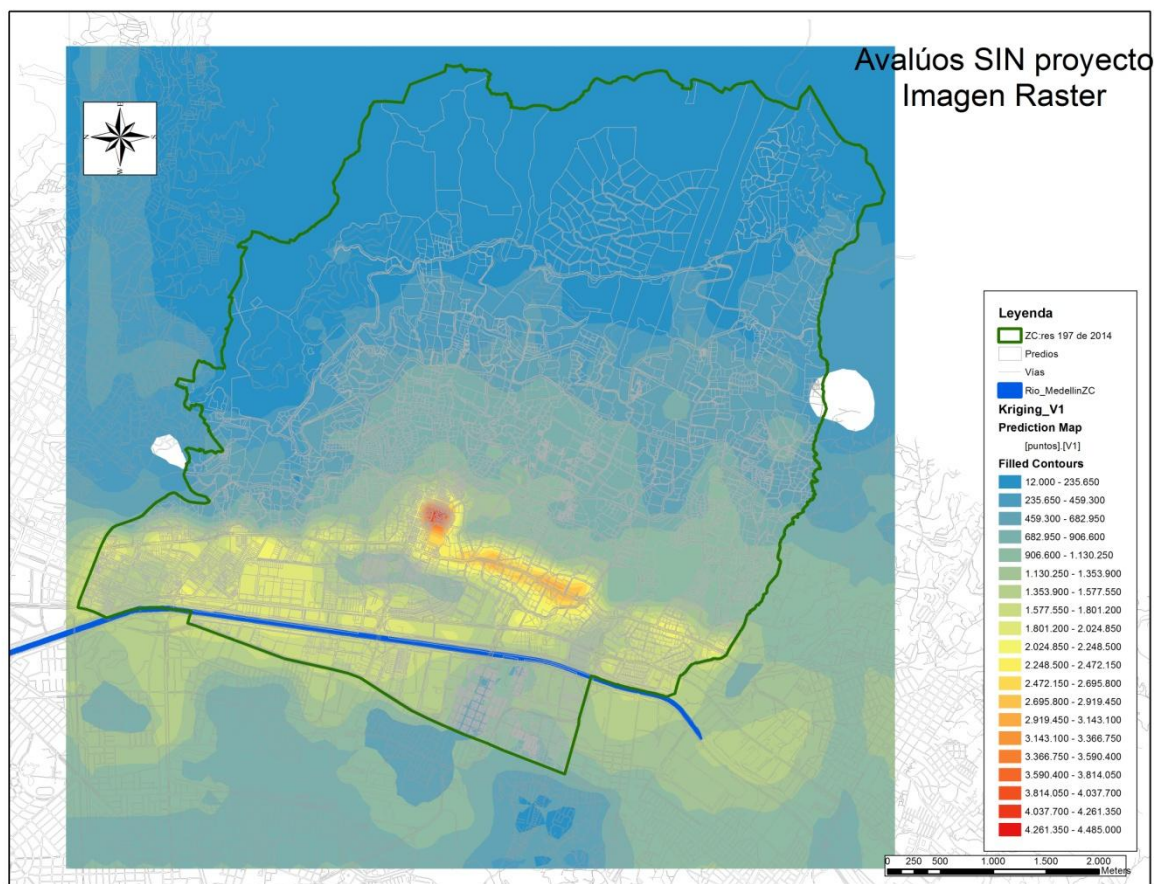 Avalúos SIN proyecto
Imagen Raster
N
S
W
Leyenda
ZC:res 197 de 2014
Predios
Vías
Rio_MedellinZC
Kriging_V1
Prediction Map
[puntos].[V1]
Filled Contours
12.000 - 235.650
235.650 - 459.300
459.300 - 682.950
682.950 - 906.600
906.600 - 1.130.250
1.130.250 - 1.353.900
1.353.900 - 1.577.550
1.577.550 - 1.801.200
1.801.200 - 2.024.850
2.024.850 - 2.248.500
2.248.500 - 2.472.150
2.472.150 - 2.695.800
2.695.800 - 2.919.450
2.919.450 - 3.143.100
3.143.100 - 3.366.750
3.366.750 - 3.590.400
3.590.400 - 3.814.050
3.814.050 - 4.037.700
4.037.700 - 4.261.350
4.261.350 - 4.485.000
0 250 500 1.000 1.500 2.000
Meters